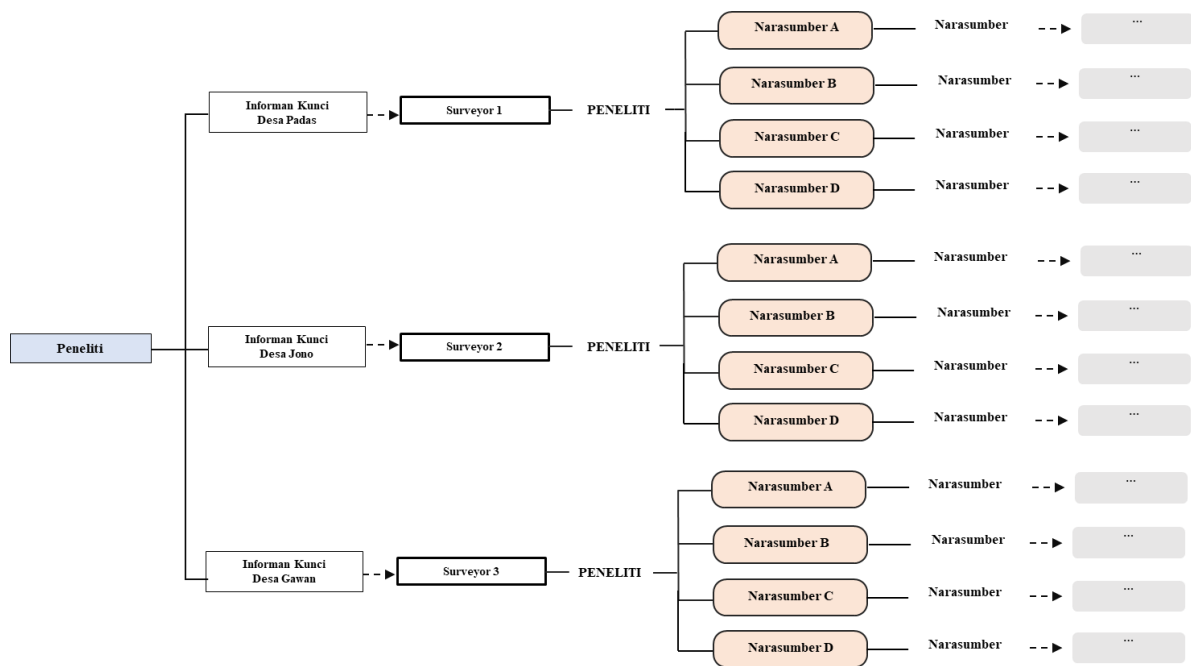 Peneliti
Informan Kunci
Desa Padas
Surveyor 1
PENELITI
Narasumber A
Narasumber
...
Narasumber B
Narasumber
...
Narasumber C
Narasumber
...
Narasumber D
Narasumber
...
Informan Kunci
Desa Jono
Surveyor 2
PENELITI
Narasumber A
Narasumber
...
Narasumber B
Narasumber
...
Narasumber C
Narasumber
...
Narasumber D
Narasumber
...
Informan Kunci
Desa Gawan
Surveyor 3
PENELITI
Narasumber A
Narasumber
...
Narasumber B
Narasumber
...
Narasumber C
Narasumber
...
Narasumber D
Narasumber
...